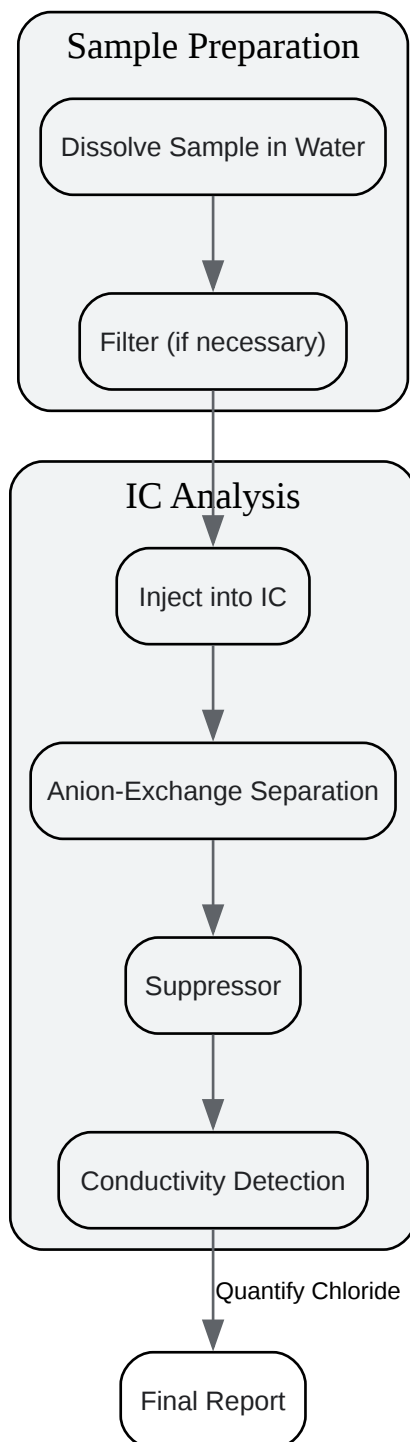 Sample Preparation
Dissolve Sample in Water
Filter (if necessary)
IC Analysis
Inject into IC
Anion-Exchange Separation
Suppressor
Conductivity Detection
Quantify Chloride
Final Report